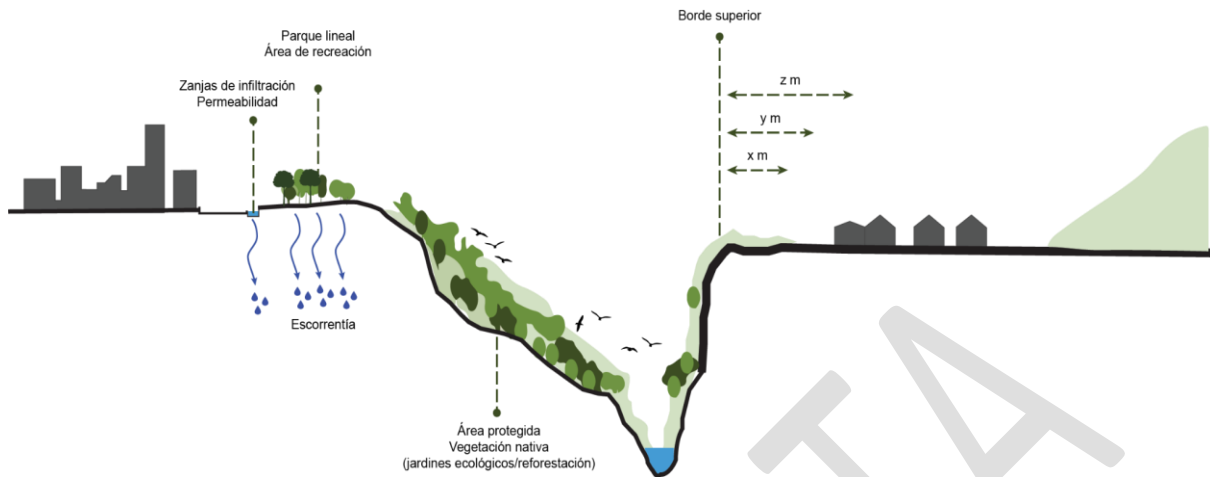 Borde superior
Parque lineal
Área de recreación
Zanjas de infiltración
Permeabilidad
z m
y m
x m
Escorrentía
Área protegida
Vegetación nativa
(jardines ecológicos/reforestación)
TA